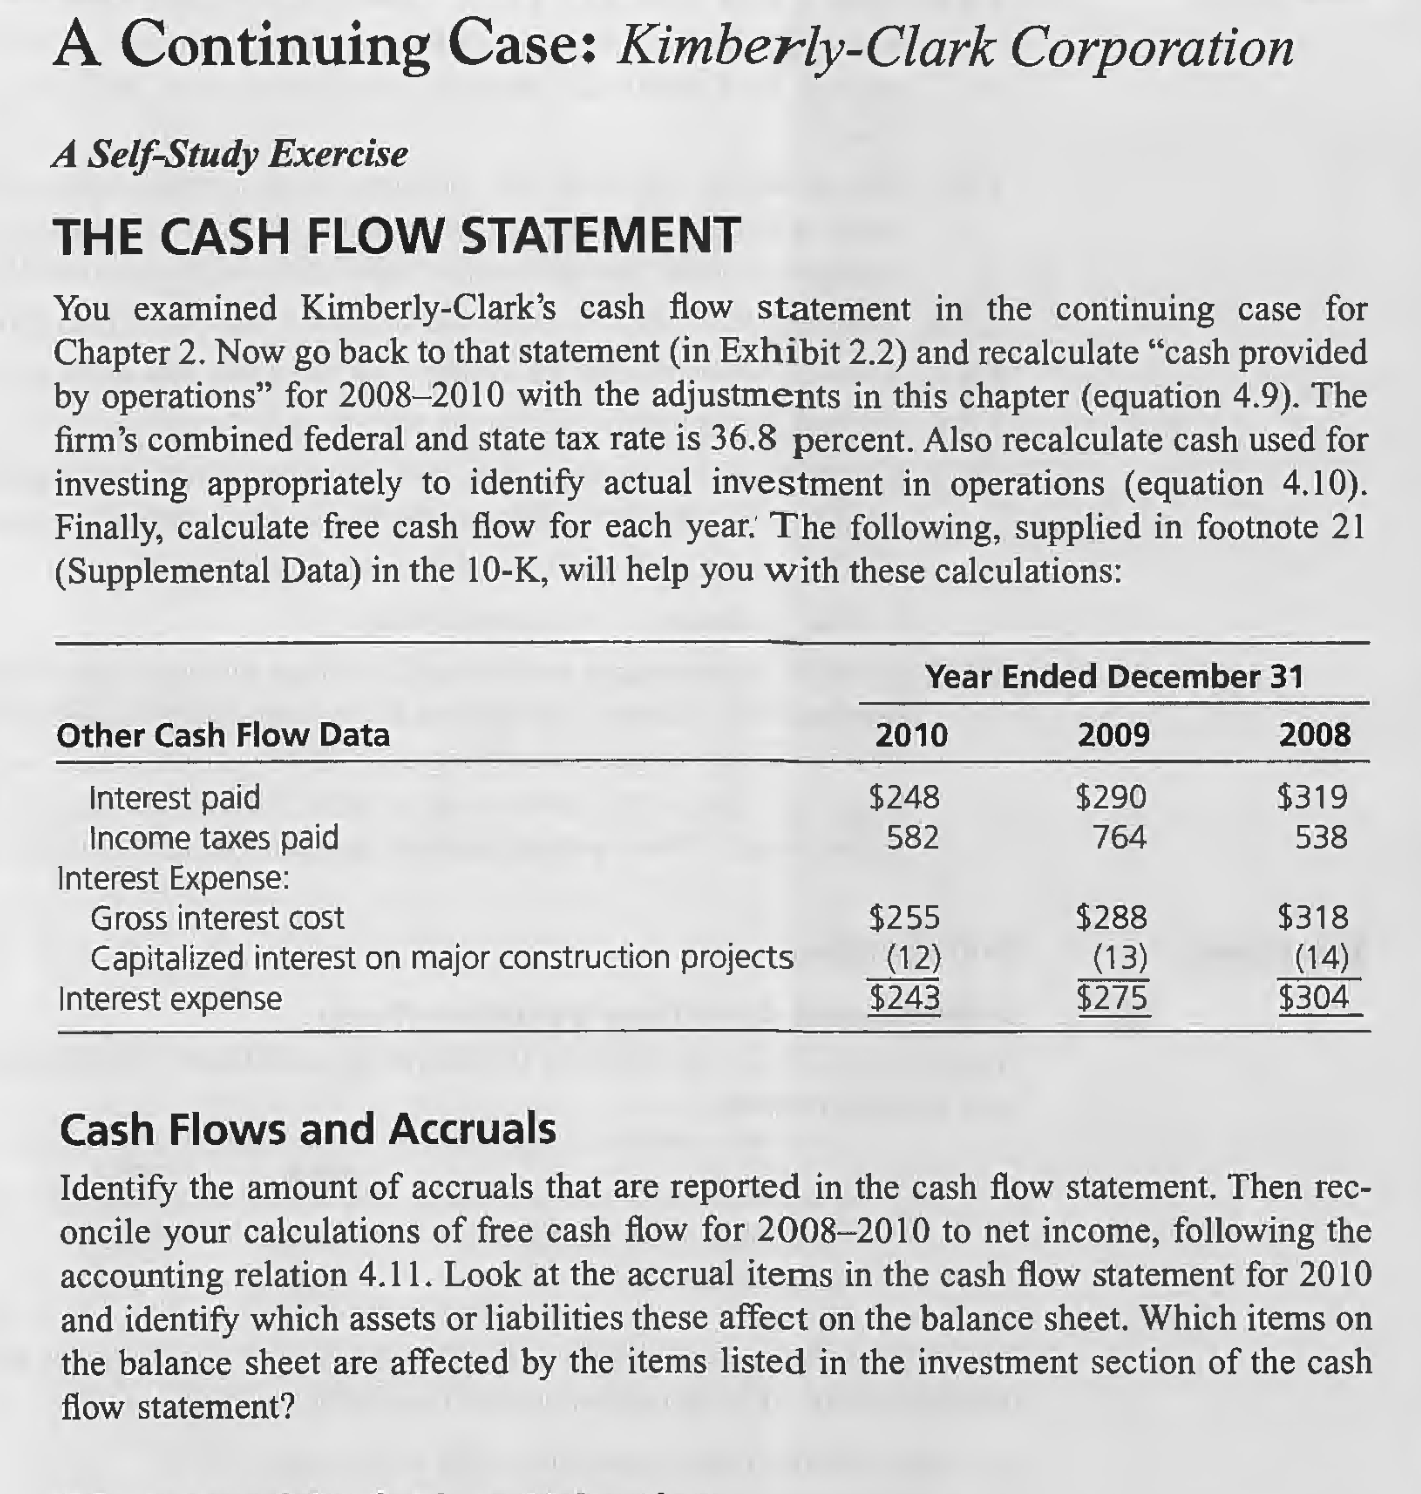 A Continuing Case: Kimberly-Clark Corporation
A Self-Study Exercise
THE CASH FLOW STATEMENT
You examined Kimberly-Clark's cash flow statement in the continuing case for
Chapter 2. Now go back to that statement (in Exhibit 2.2) and recalculate “cash provided
by operations” for 2008–2010 with the adjustments in this chapter (equation 4.9). The
firm's combined federal and state tax rate is 36.8 percent. Also recalculate cash used for
investing appropriately to identify actual investment in operations (equation 4.10).
Finally, calculate free cash flow for each year. The following, supplied in footnote 21
(Supplemental Data) in the 10-K, will help you with these calculations:
Year Ended December 31
Other Cash Flow Data 2010 2009 2008
Interest paid $248 $290 $319
Income taxes paid 582 764 538
Interest Expense:
Gross interest cost $255 $288 $318
Capitalized interest on major construction projects (12) (13) (14)
Interest expense $243 $275 $304
Cash Flows and Accruals
Identify the amount of accruals that are reported in the cash flow statement. Then rec-
oncile your calculations of free cash flow for 2008–2010 to net income, following the
accounting relation 4.11. Look at the accrual items in the cash flow statement for 2010
and identify which assets or liabilities these affect on the balance sheet. Which items on
the balance sheet are affected by the items listed in the investment section of the cash
flow statement?